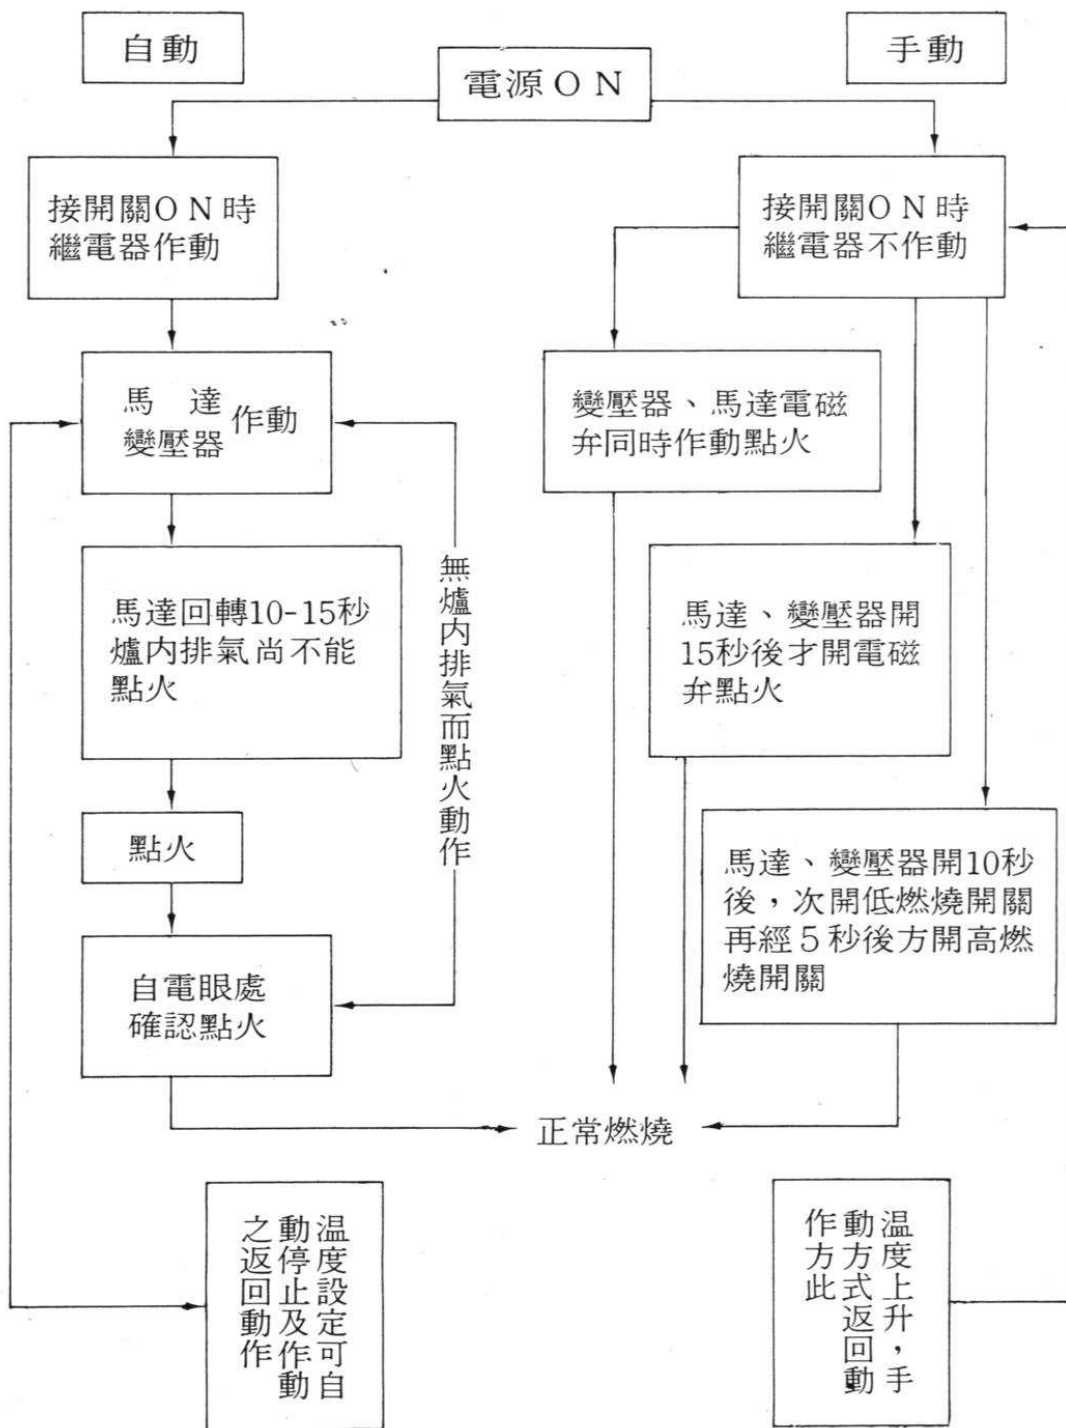 自動
手動
電源ON
接開關ON時
繼電器作動
接開關ON時
繼電器不作動
馬達
變壓器
作動
變壓器、馬達電磁
弁同時作動點火
馬達回轉10-15秒
爐内排氣尚不能
點火
無爐内排氣而點火動作
馬達、變壓器開
15秒後才開電磁
弁點火
點火
馬達、變壓器開10秒
後，次開低燃燒開關
再經5秒後方開高燃
燒開關
自電眼處
確認點火
正常燃燒
温度設定可自
動停止及作動
之返回動作
温度上升，手
動方式返回動
作方此